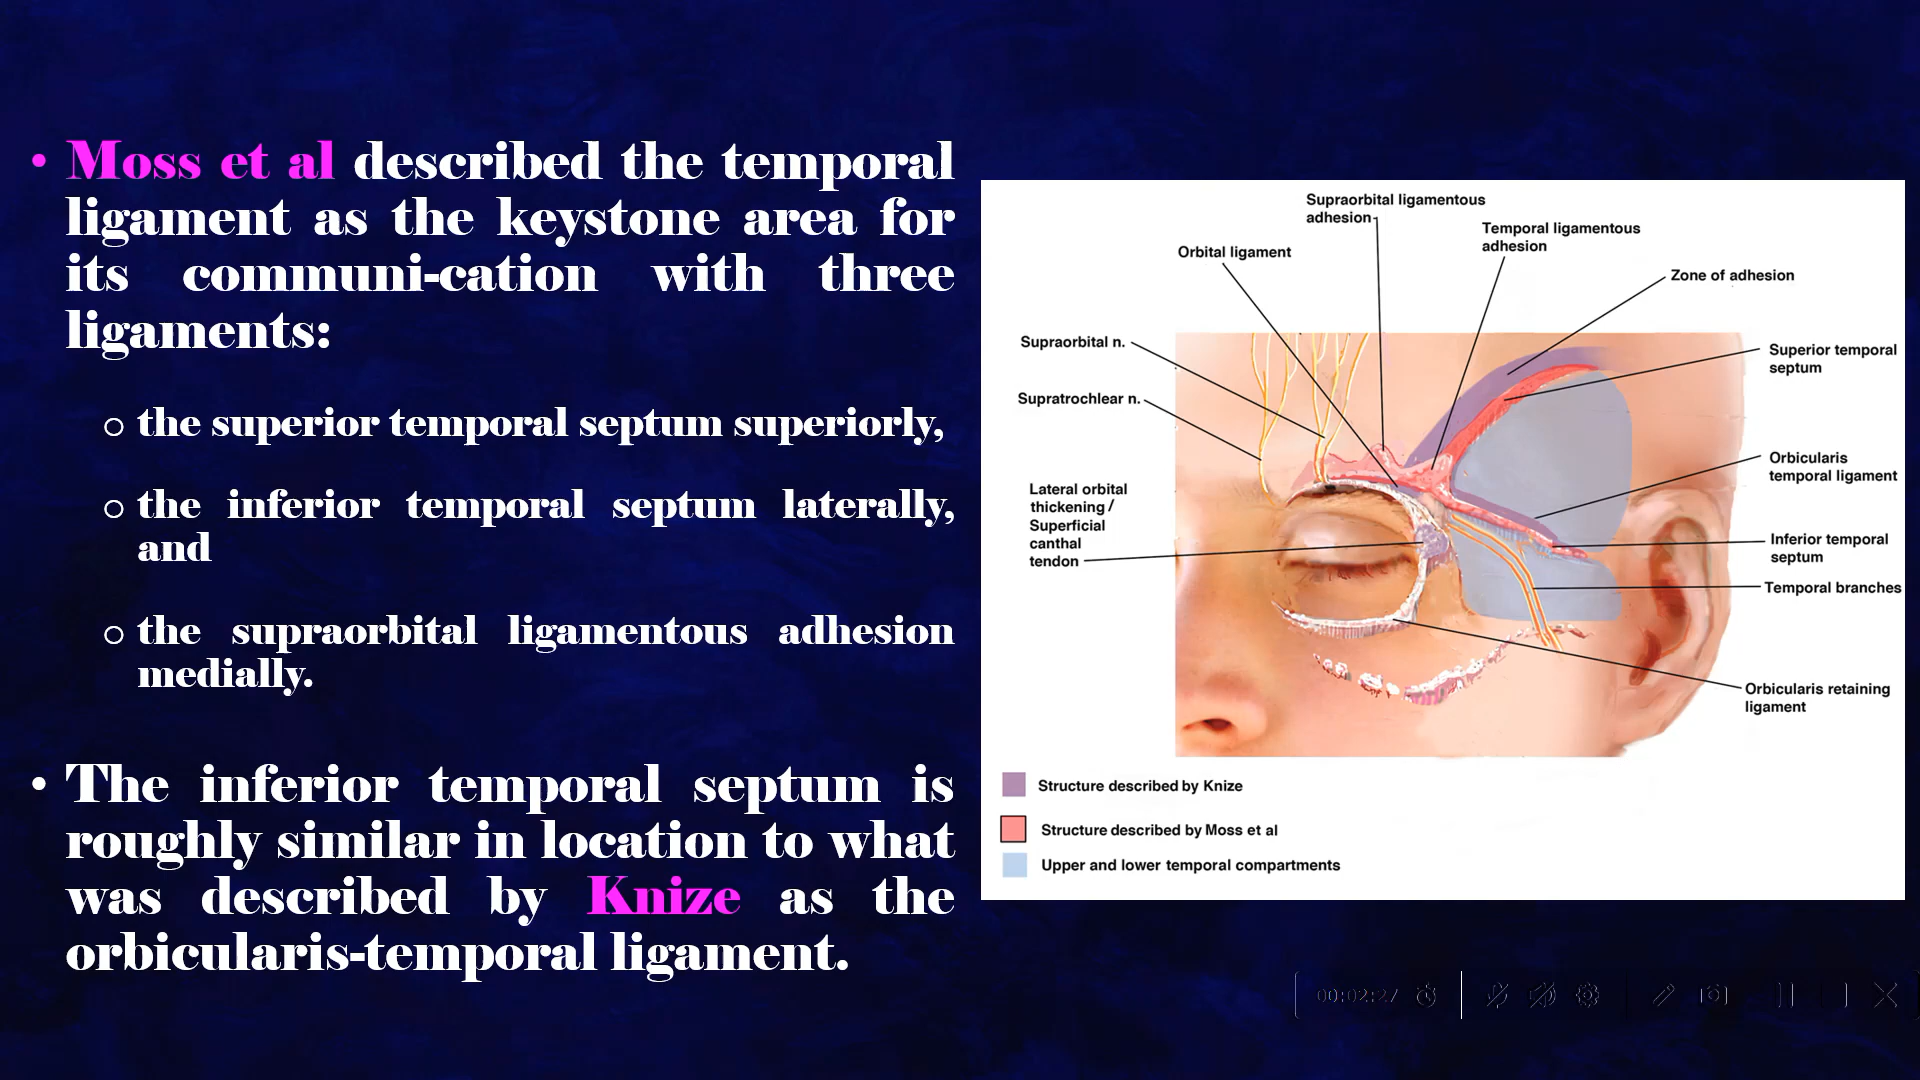 • Moss et al described the temporal
ligament as the keystone area for
its communi-cation with three
ligaments:
o the superior temporal septum superiorly,
o the inferior temporal septum laterally,
and
o the supraorbital ligamentous adhesion
medially.
• The inferior temporal septum is
roughly similar in location to what
was described by Knize as the
orbicularis-temporal ligament.
Supraorbital ligamentous
adhesion
Temporal ligamentous
adhesion
Orbital ligament
Zone of adhesion
Supraorbital n.
Superior temporal
septum
Supratrochlear n.
Orbicularis
temporal ligament
Lateral orbital
thickening/
Superficial
canthal
tendon
Inferior temporal
septum
Temporal branches
Orbicularis retaining
ligament
Structure described by Knize
Structure described by Moss et al
Upper and lower temporal compartments
00:02:27